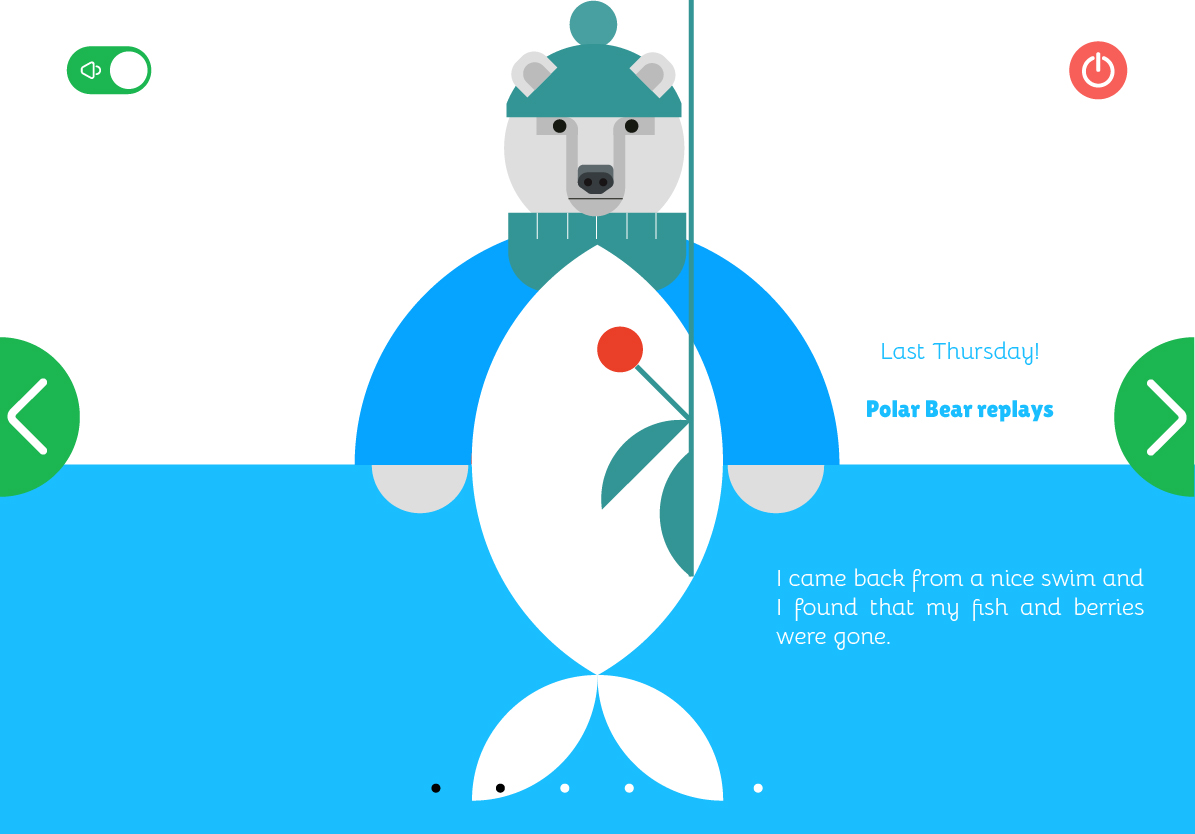 Last Thursday!
Polar Bear replays
I came back from a nice swim and
I found that my fish and berries
were gone.